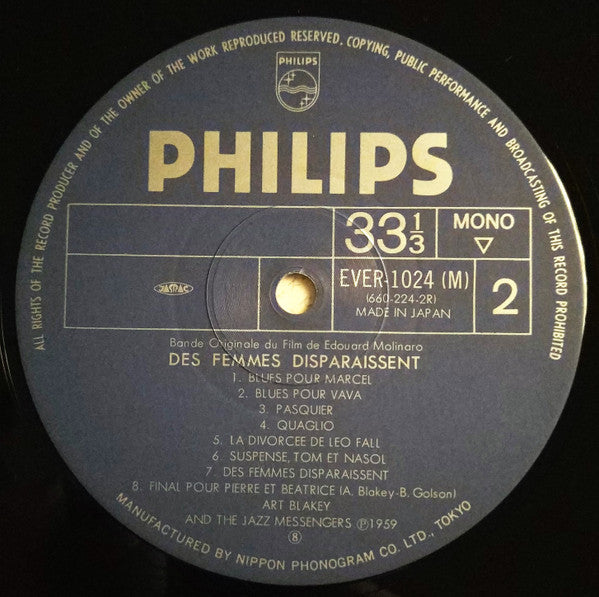 ALL RIGHTS OF THE RECORD PRODUCER AND OF THE OWNER OF THE WORK REPRODUCED RESERVED, COPYING, PUBLIC PERFORMANCE AND BROADCASTING OF THIS RECORD PROHIBITED
PHILIPS
PHILIPS
33 1/3
MONO
▽
JASRAC
EVER-1024 (M)
(660-224-2R)
MADE IN JAPAN
2
Bande Originale du Film de Edouard Molinaro
DES FEMMES DISPARAISSENT
1. BLUES POUR MARCEL
2. BLUES POUR VAVA
3. PASQUIER
4. QUAGLIO
5. LA DIVORCEE DE LEO FALL
6. SUSPENSE, TOM ET NASOL
7. DES FEMMES DISPARAISSENT
8. FINAL POUR PIERRE ET BEATRICE (A. Blakey-B. Golson)
ART BLAKEY
AND THE JAZZ MESSENGERS Ⓟ1959
⑧
MANUFACTURED BY NIPPON PHONOGRAM CO. LTD., TOKYO